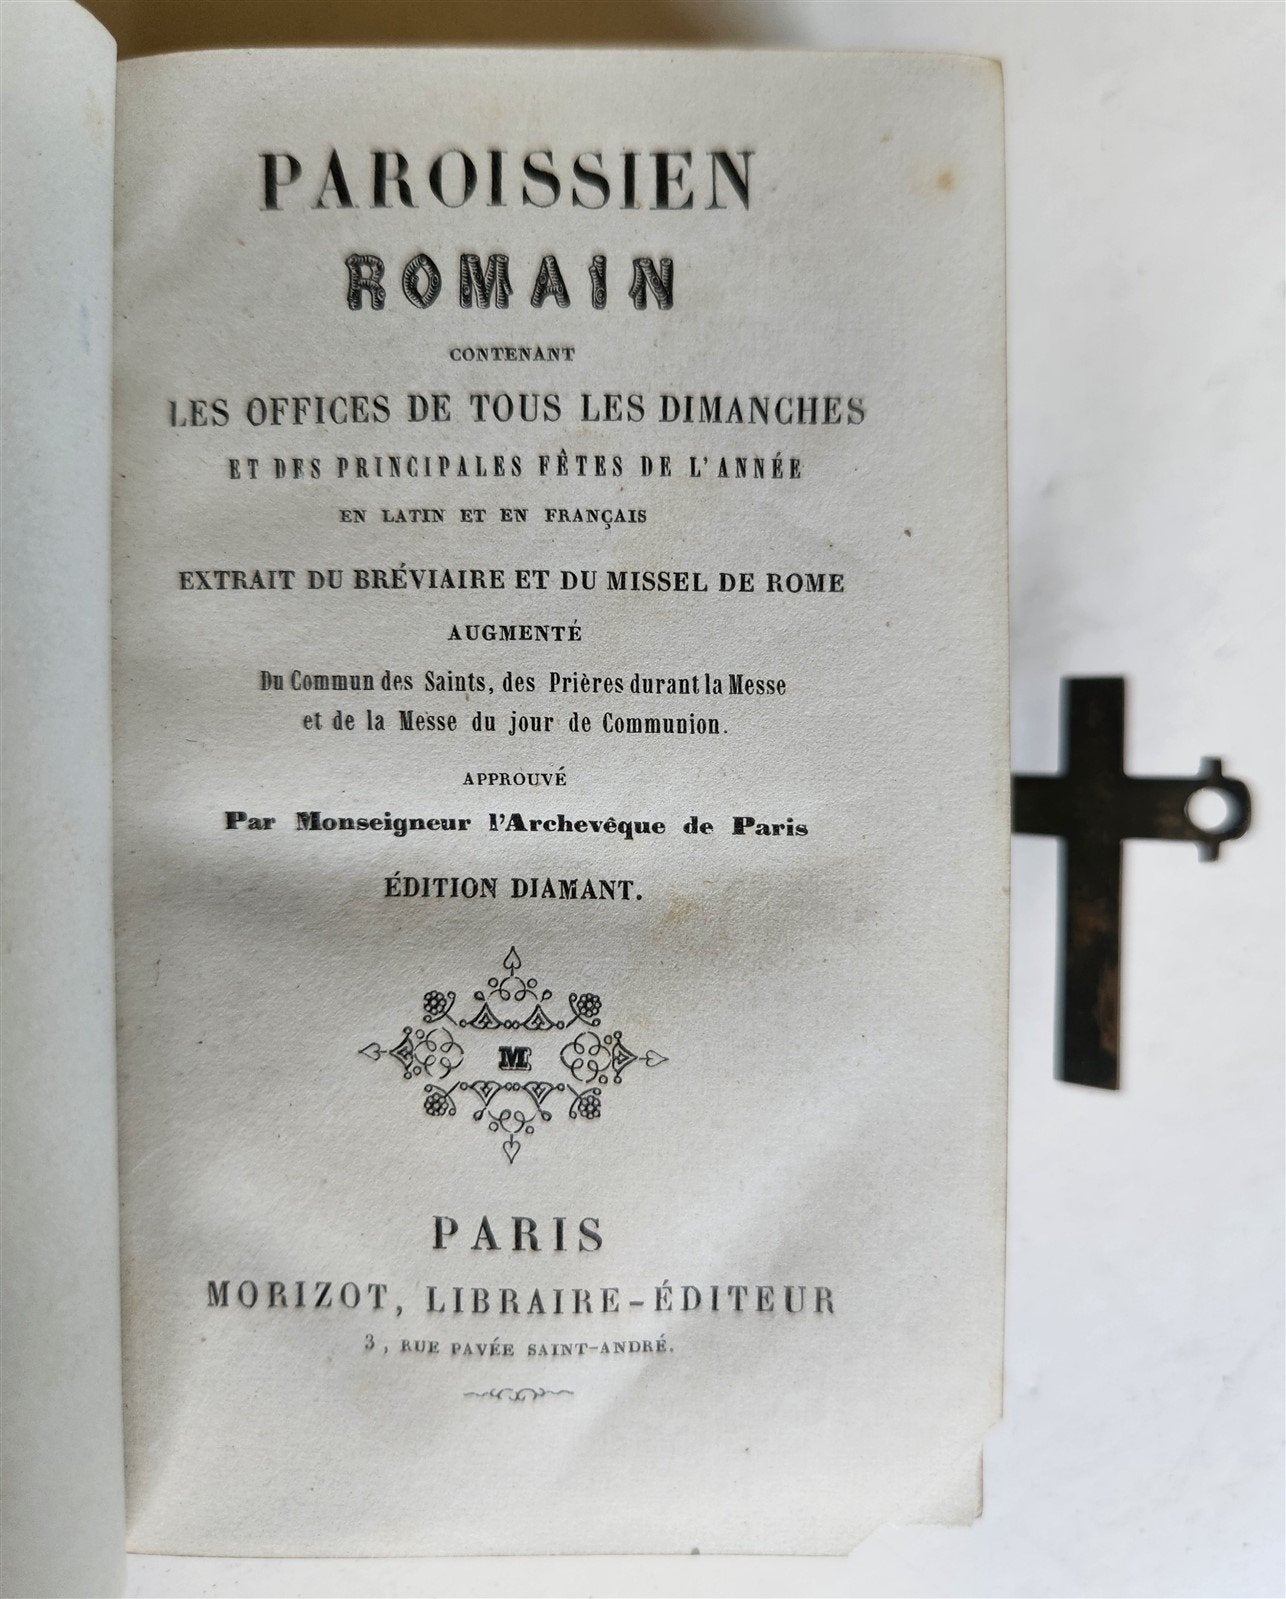 PAROISSIEN
ROMAIN
CONTENANT
LES OFFICES DE TOUS LES DIMANCHES
ET DES PRINCIPALES FÊTES DE L'ANNÉE
EN LATIN ET EN FRANÇAIS
EXTRAIT DU BRÉVIAIRE ET DU MISSEL DE ROME
AUGMENTÉ
Du Commun des Saints, des Prières durant la Messe
et de la Messe du jour de Communion.
APPROUVÉ
Par Monseigneur l'Archevêque de Paris
ÉDITION DIAMANT.
M
PARIS
MORIZOT, LIBRAIRE-ÉDITEUR
3, RUE PAVÉE SAINT-ANDRÉ.